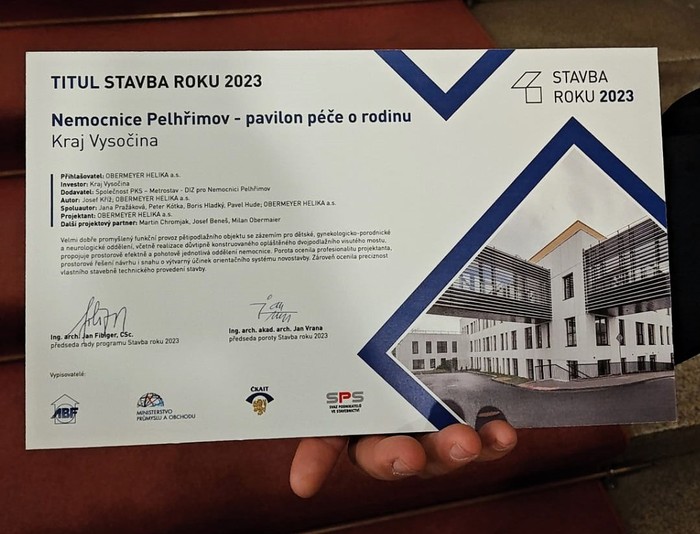 TITUL STAVBA ROKU 2023
STAVBA
ROKU 2023
Nemocnice Pelhřimov - pavilon péče o rodinu
Kraj Vysočina
Přihlašovatel: OBERMEYER HELIKA a.s.
Investor: Kraj Vysočina
Dodavatel: Společnost PKS – Metrostav - DIZ pro Nemocnici Pelhřimov
Autor: Josef Kříž; OBERMEYER HELIKA a.s.
Spoluautor: Jana Pražáková, Peter Kótka, Boris Hladký, Pavel Hude; OBERMEYER HELIKA a.s.
Projektant: OBERMEYER HELIKA a.s.
Další projektový partner: Martin Chromjak, Josef Beneš, Milan Obermaier
Velmi dobře promyšlený funkční provoz pětipodlažního objektu se zázemím pro dětské, gynekologicko-porodnické
a neurologické oddělení, včetně realizace důvtipně konstruovaného opláštěného dvojpodlažního visutého mostu,
propojuje prostorově efektně a pohotově jednotlivá oddělení nemocnice. Porota ocenila profesionalitu projektanta,
prostorové řešení návrhu i snahu o výtvarný účinek orientačního systému novostavby. Zároveň ocenila preciznost
vlastního stavebně technického provedení stavby.
Ing. arch. Jan Fibiger, CSc.
předseda rady programu Stavba roku 2023
Ing. arch. akad. arch. Jan Vrana
předseda poroty Stavba roku 2023
Vypisovatelé:
ABF
MINISTERSTVO
PRŮMYSLU A OBCHODU
ČKAIT
SPS
SVAZ PODNIKATELŮ
VE STAVEBNICTVÍ